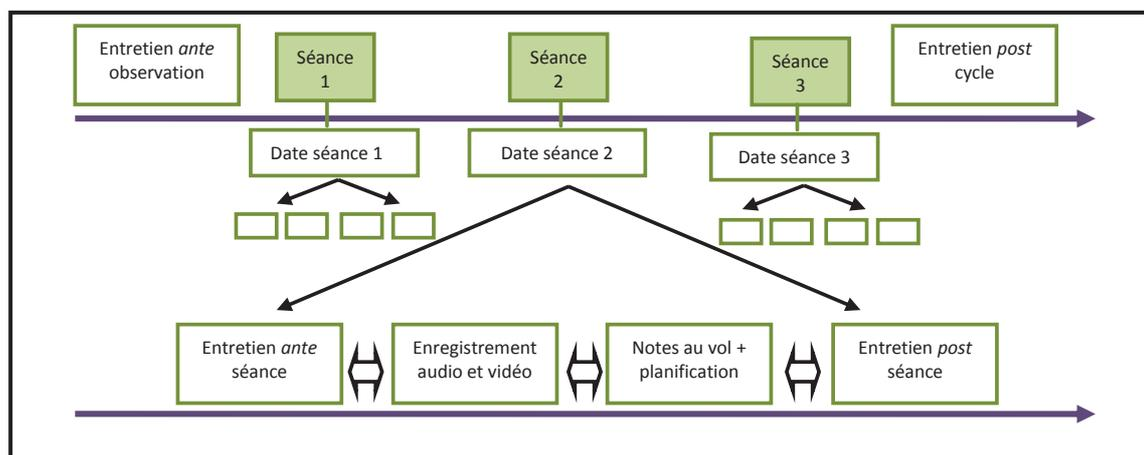 Entretien ante
observation
Séance
1
Séance
2
Séance
3
Entretien post
cycle
Date séance 1
Date séance 2
Date séance 3
Entretien ante
séance
Enregistrement
audio et vidéo
Notes au vol +
planification
Entretien post
séance